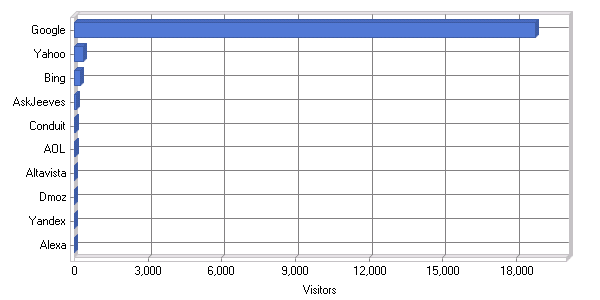 Google
Yahoo
Bing
AskJeeves
Conduit
AOL
Altavista
Dmoz
Yandex
Alexa
0 3,000 6,000 9,000 12,000 15,000 18,000
Visitors